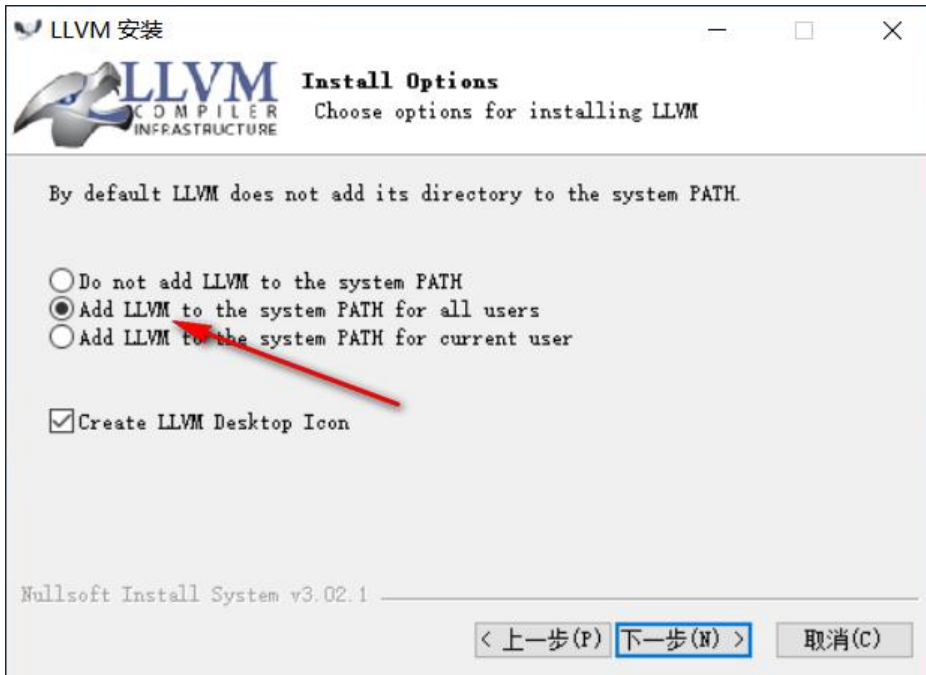 LLVM 安装
LLVM
COMPILER
INFRASTRUCTURE
Install Options
Choose options for installing LLVM
By default LLVM does not add its directory to the system PATH.
Do not add LLVM to the system PATH
Add LLVM to the system PATH for all users
Add LLVM to the system PATH for current user
Create LLVM Desktop Icon
Nullsoft Install System v3.02.1
< 上一步(P) 下一步(N) > 取消(C)